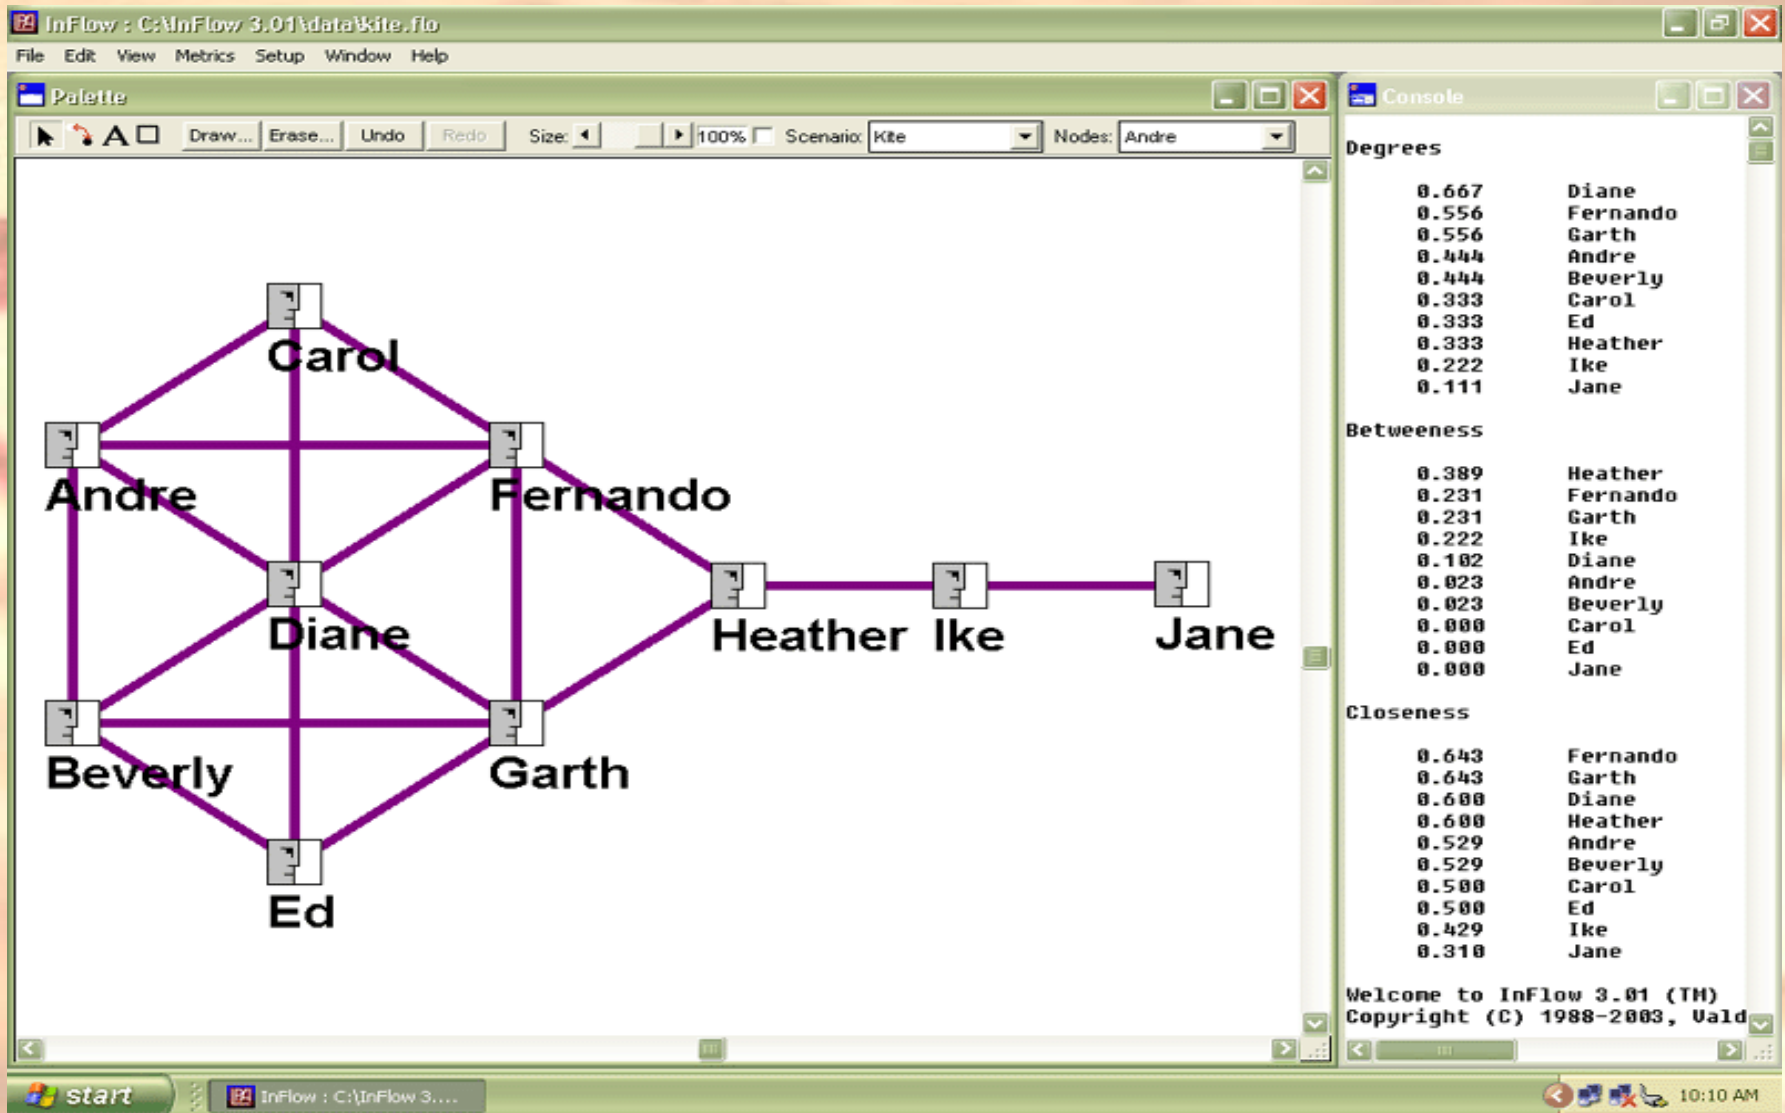 InFlow : C:\InFlow 3.01\data\kite.flo
File Edit View Metrics Setup Window Help
Palette
A Draw... Erase... Undo Redo Size: 100% Scenario: Kite Nodes: Andre
Carol
Andre
Fernando
Diane
Heather
Ike
Jane
Beverly
Garth
Ed
Console
Degrees
0.667 Diane
0.556 Fernando
0.556 Garth
0.444 Andre
0.444 Beverly
0.333 Carol
0.333 Ed
0.333 Heather
0.222 Ike
0.111 Jane
Betweeness
0.389 Heather
0.231 Fernando
0.231 Garth
0.222 Ike
0.102 Diane
0.023 Andre
0.023 Beverly
0.000 Carol
0.000 Ed
0.000 Jane
Closeness
0.643 Fernando
0.643 Garth
0.600 Diane
0.600 Heather
0.529 Andre
0.529 Beverly
0.500 Carol
0.500 Ed
0.429 Ike
0.310 Jane
Welcome to InFlow 3.01 (TM)
Copyright (C) 1988-2003, Vald
start
InFlow : C:\InFlow 3....
10:10 AM